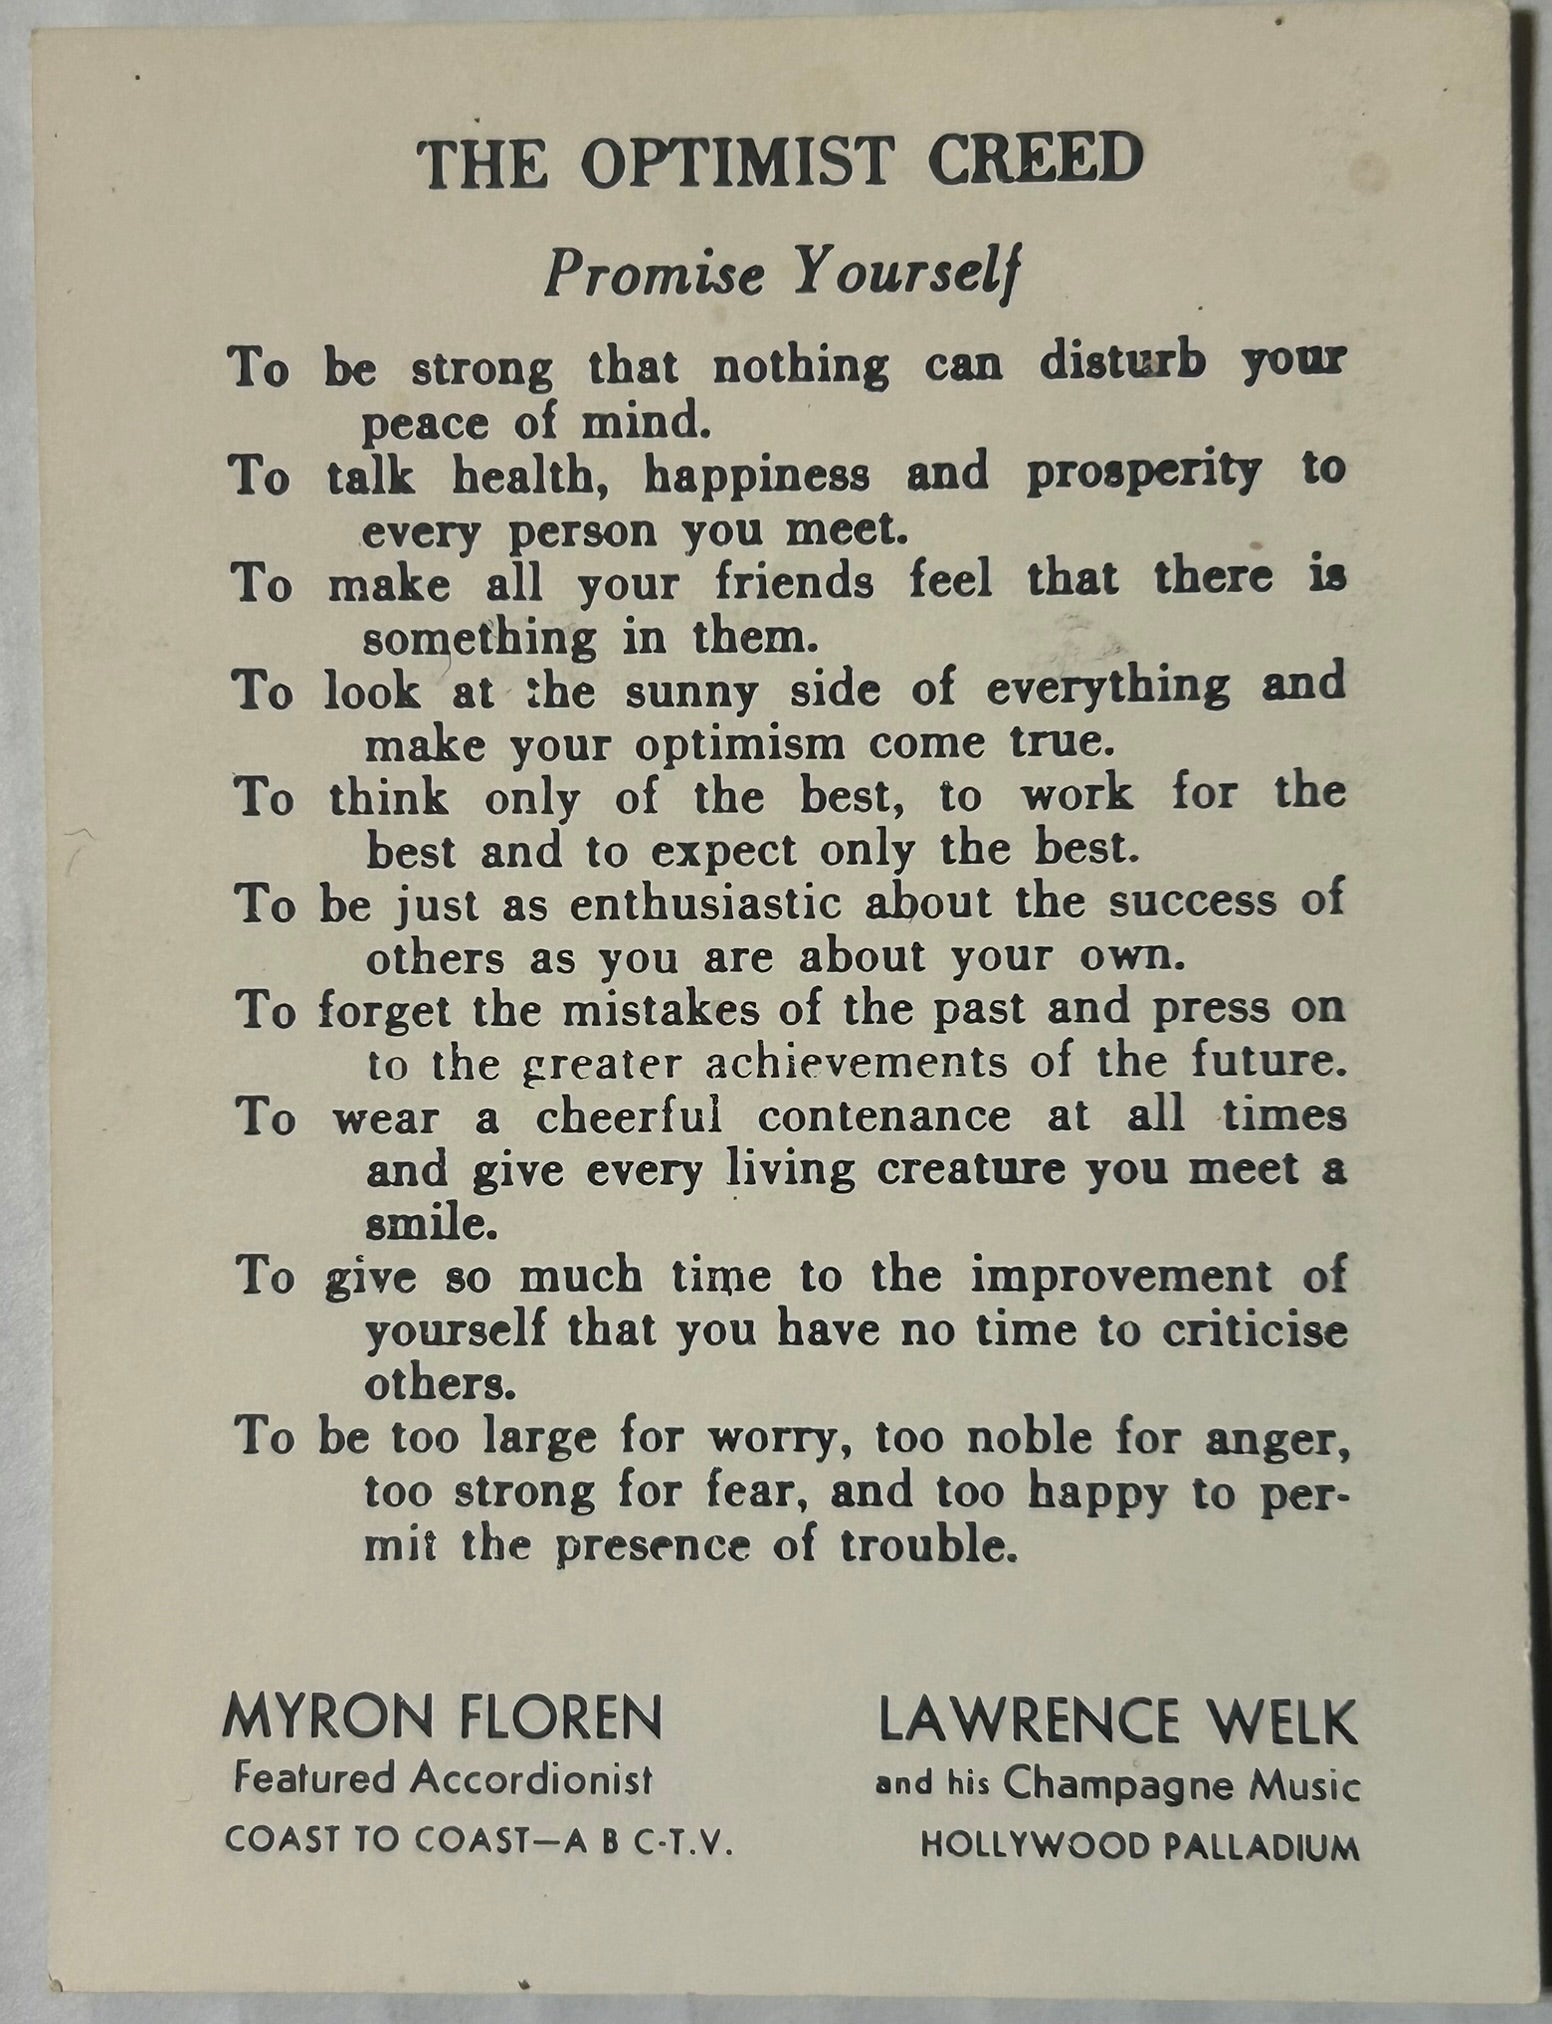 THE OPTIMIST CREED
Promise Yourself
To be strong that nothing can disturb your
peace of mind.
To talk health, happiness and prosperity to
every person you meet.
To make all your friends feel that there is
something in them.
To look at the sunny side of everything and
make your optimism come true.
To think only of the best, to work for the
best and to expect only the best.
To be just as enthusiastic about the success of
others as you are about your own.
To forget the mistakes of the past and press on
to the greater achievements of the future.
To wear a cheerful contenance at all times
and give every living creature you meet a
smile.
To give so much time to the improvement of
yourself that you have no time to criticise
others.
To be too large for worry, too noble for anger,
too strong for fear, and too happy to per-
mit the presence of trouble.
MYRON FLOREN
Featured Accordionist
COAST TO COAST—A B C-T.V.
LAWRENCE WELK
and his Champagne Music
HOLLYWOOD PALLADIUM